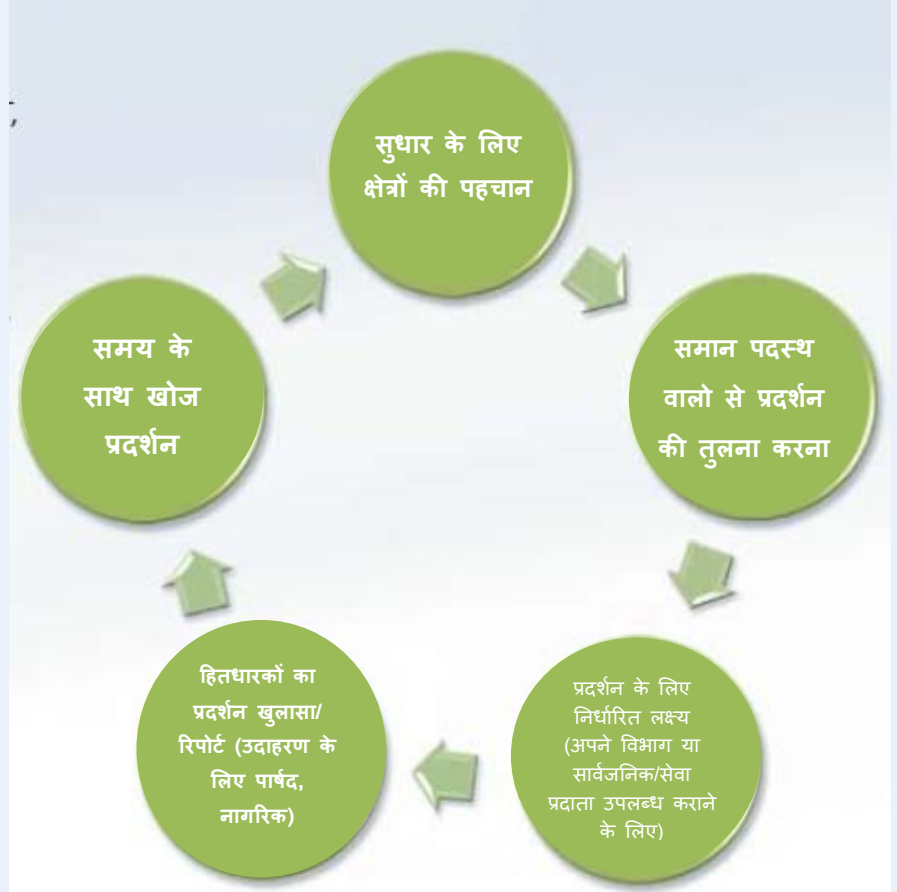 सुधार के लिए
क्षेत्रों की पहचान
समान पदस्थ
वालो से प्रदर्शन
की तुलना करना
प्रदर्शन के लिए
निर्धारित लक्ष्य
(अपने विभाग या
सार्वजनिक/सेवा
प्रदाता उपलब्ध कराने
के लिए)
हितधारकों का
प्रदर्शन खुलासा/
रिपोर्ट (उदाहरण के
लिए पार्षद,
नागरिक)
समय के
साथ खोज
प्रदर्शन